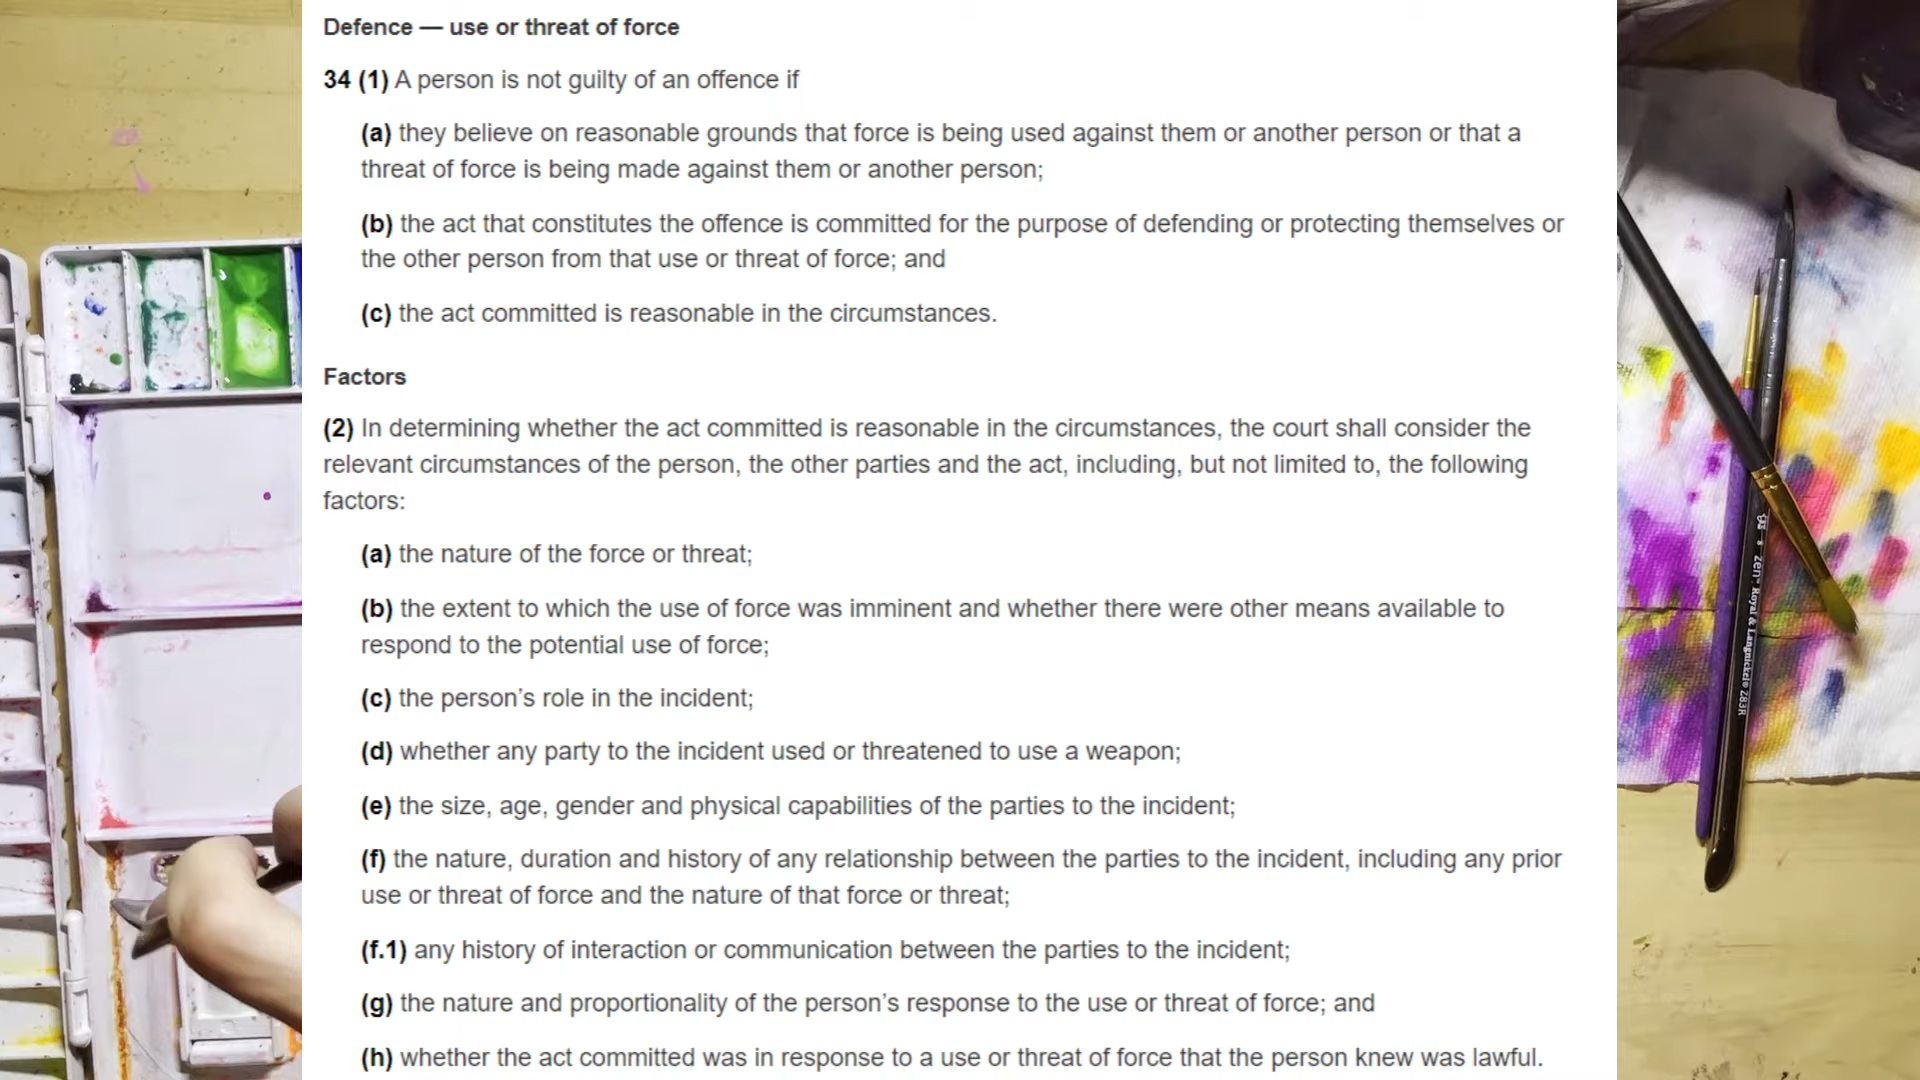 Defence — use or threat of force
34 (1) A person is not guilty of an offence if
(a) they believe on reasonable grounds that force is being used against them or another person or that a
threat of force is being made against them or another person;
(b) the act that constitutes the offence is committed for the purpose of defending or protecting themselves or
the other person from that use or threat of force; and
(c) the act committed is reasonable in the circumstances.
Factors
(2) In determining whether the act committed is reasonable in the circumstances, the court shall consider the
relevant circumstances of the person, the other parties and the act, including, but not limited to, the following
factors:
(a) the nature of the force or threat;
(b) the extent to which the use of force was imminent and whether there were other means available to
respond to the potential use of force;
(c) the person’s role in the incident;
(d) whether any party to the incident used or threatened to use a weapon;
(e) the size, age, gender and physical capabilities of the parties to the incident;
(f) the nature, duration and history of any relationship between the parties to the incident, including any prior
use or threat of force and the nature of that force or threat;
(f.1) any history of interaction or communication between the parties to the incident;
(g) the nature and proportionality of the person’s response to the use or threat of force; and
(h) whether the act committed was in response to a use or threat of force that the person knew was lawful.
zen™ Royal & Langnickel® Z83R